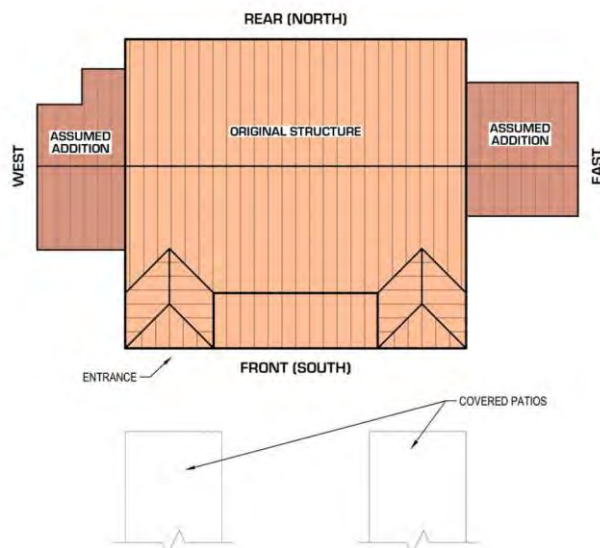 REAR (NORTH)
WEST
ASSUMED
ADDITION
ORIGINAL STRUCTURE
ASSUMED
ADDITION
EAST
FRONT (SOUTH)
ENTRANCE
COVERED PATIOS